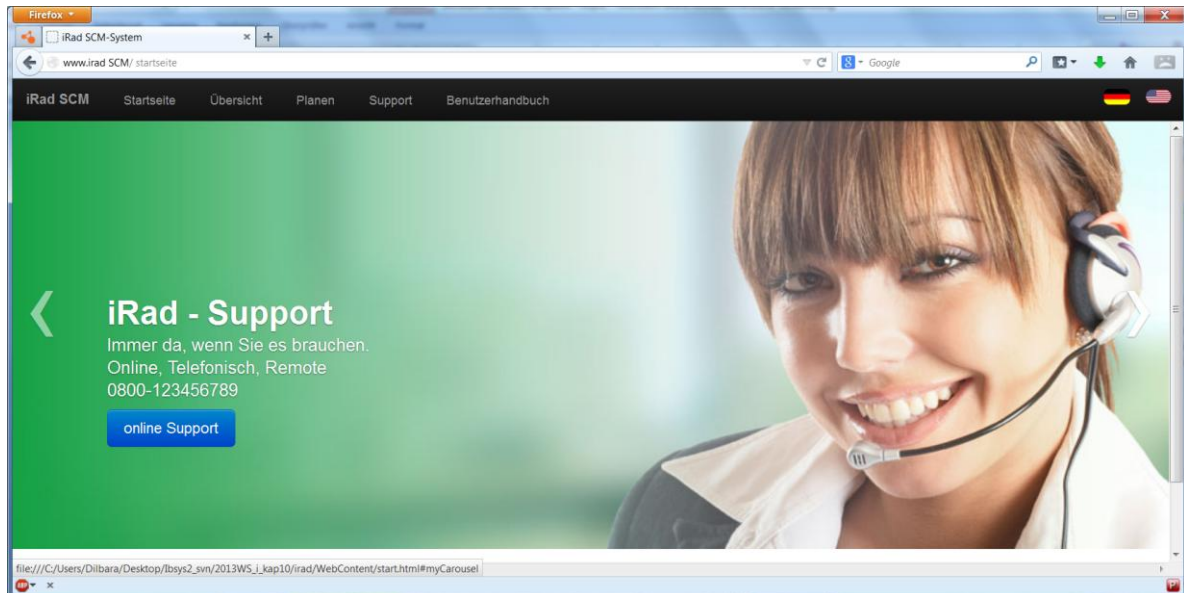 Firefox
iRad SCM-System
www.irad SCM/ startseite
Google
iRad SCM Startseite Übersicht Planen Support Benutzerhandbuch
iRad - Support
Immer da, wenn Sie es brauchen.
Online, Telefonisch, Remote
0800-123456789
online Support
file:///C:/Users/Dilbara/Desktop/Ibsys2_svn/2013WS_i_kap10/irad/WebContent/start.html#myCarousel